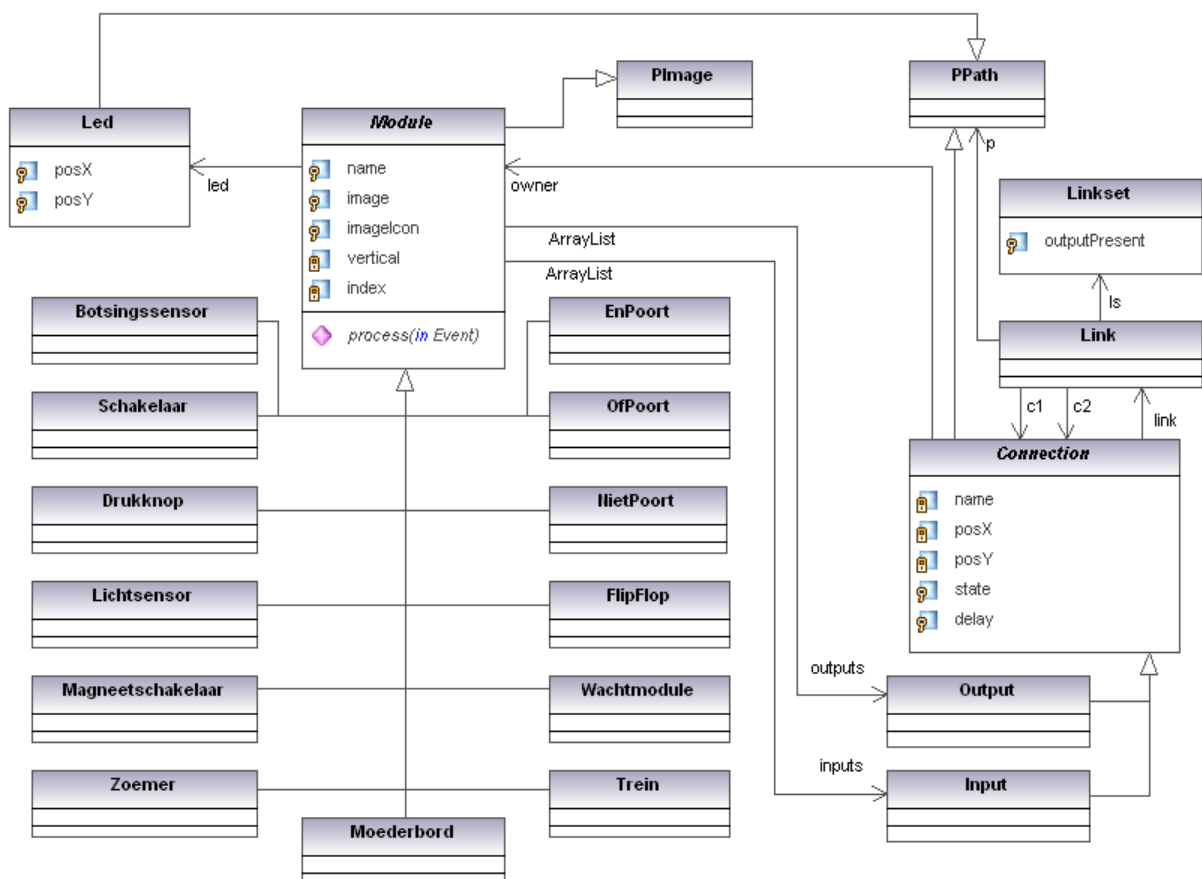 PImage
PPath
Led
posX
posY
led
Module
name
image
imageIcon
vertical
index
process(in Event)
owner
ArrayList
ArrayList
p
Linkset
outputPresent
ls
Link
c1
c2
link
Botsingssensor
EnPoort
Schakelaar
OfPoort
Drukknop
NietPoort
Lichtsensor
FlipFlop
Magneetschakelaar
Wachtmodule
Zoemer
Trein
Moederbord
Connection
name
posX
posY
state
delay
outputs
Output
inputs
Input